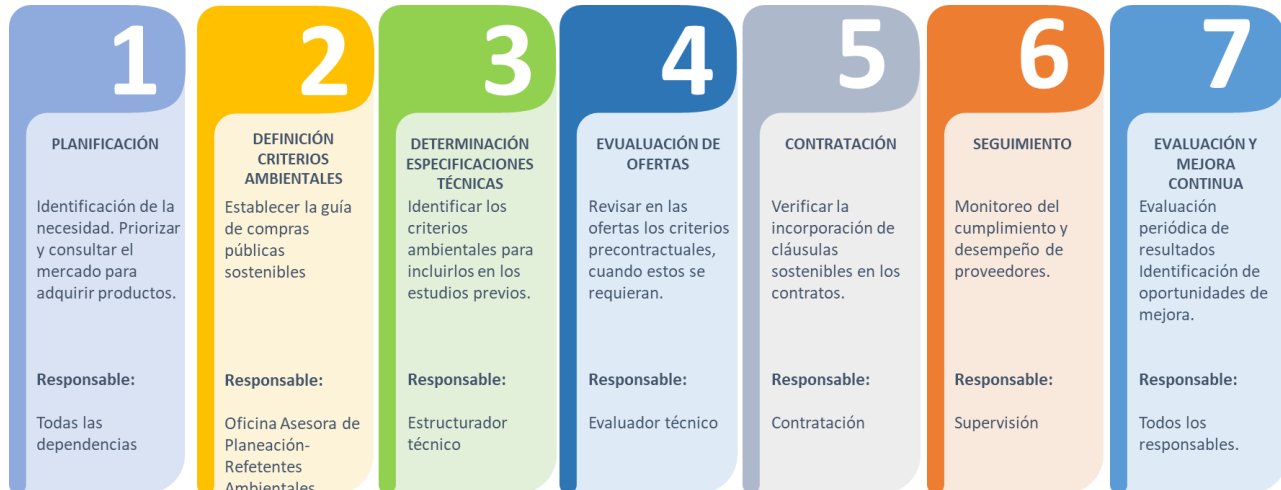 1
PLANIFICACIÓN
Identificación de la
necesidad. Priorizar
y consultar el
mercado para
adquirir productos.
Responsable:
Todas las
dependencias
2
DEFINICIÓN
CRITERIOS
AMBIENTALES
Establecer la guía
de compras
públicas
sostenibles
Responsable:
Oficina Asesora de
Planeación-
Refetentes
Ambientales
3
DETERMINACIÓN
ESPECIFICACIONES
TÉCNICAS
Identificar los
criterios
ambientales para
incluirlos en los
estudios previos.
Responsable:
Estructurador
técnico
4
EVUALUACIÓN DE
OFERTAS
Revisar en las
ofertas los criterios
precontractuales,
cuando estos se
requieran.
Responsable:
Evaluador técnico
5
CONTRATACIÓN
Verificar la
incorporación de
cláusulas
sostenibles en los
contratos.
Responsable:
Contratación
6
SEGUIMIENTO
Monitoreo del
cumplimiento y
desempeño de
proveedores.
Responsable:
Supervisión
7
EVALUACIÓN Y
MEJORA
CONTINUA
Evaluación
periódica de
resultados
Identificación de
oportunidades de
mejora.
Responsable:
Todos los
responsables.